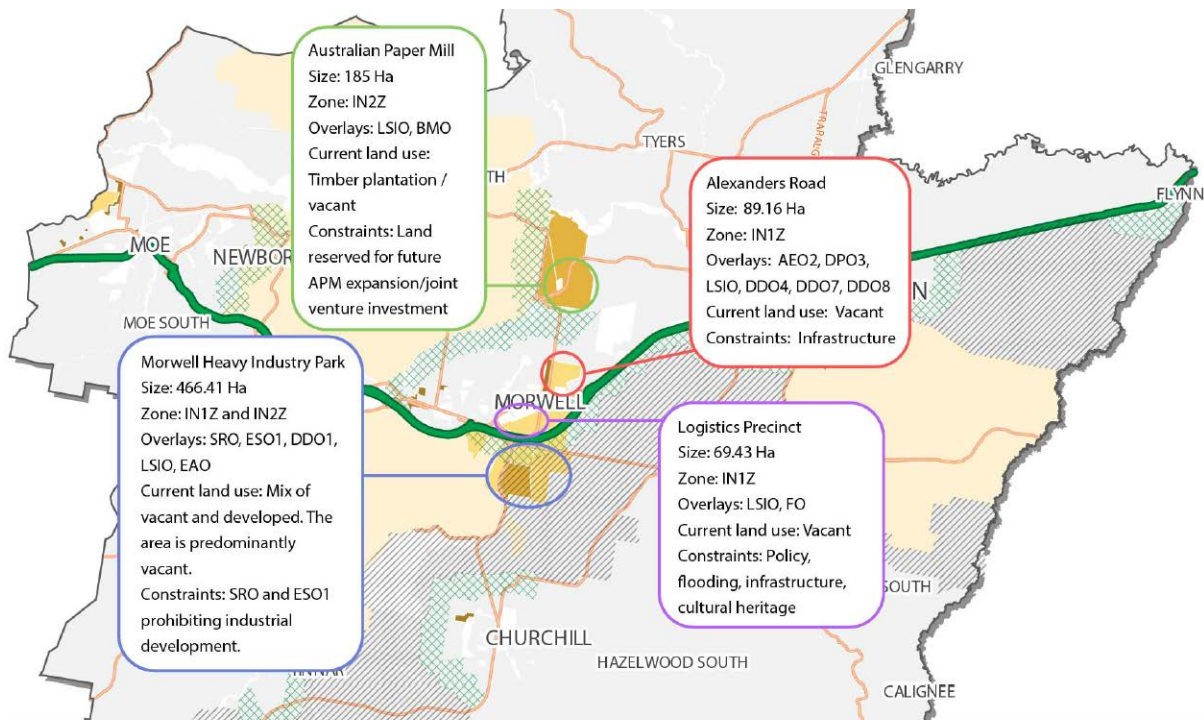 GLENGARRY
TYERS
TRARALG
FLYNN
MOE
NEWBOR
MOE SOUTH
MORWELL
CHURCHILL
HAZELWOOD SOUTH
SOUTH
CALIGNEE
Australian Paper Mill
Size: 185 Ha
Zone: IN2Z
Overlays: LSIO, BMO
Current land use:
Timber plantation /
vacant
Constraints: Land
reserved for future
APM expansion/joint
venture investment
Alexanders Road
Size: 89.16 Ha
Zone: IN1Z
Overlays: AEO2, DPO3,
LSIO, DDO4, DDO7, DDO8
Current land use: Vacant
Constraints: Infrastructure
Morwell Heavy Industry Park
Size: 466.41 Ha
Zone: IN1Z and IN2Z
Overlays: SRO, ESO1, DDO1,
LSIO, EAO
Current land use: Mix of
vacant and developed. The
area is predominantly
vacant.
Constraints: SRO and ESO1
prohibiting industrial
development.
Logistics Precinct
Size: 69.43 Ha
Zone: IN1Z
Overlays: LSIO, FO
Current land use: Vacant
Constraints: Policy,
flooding, infrastructure,
cultural heritage